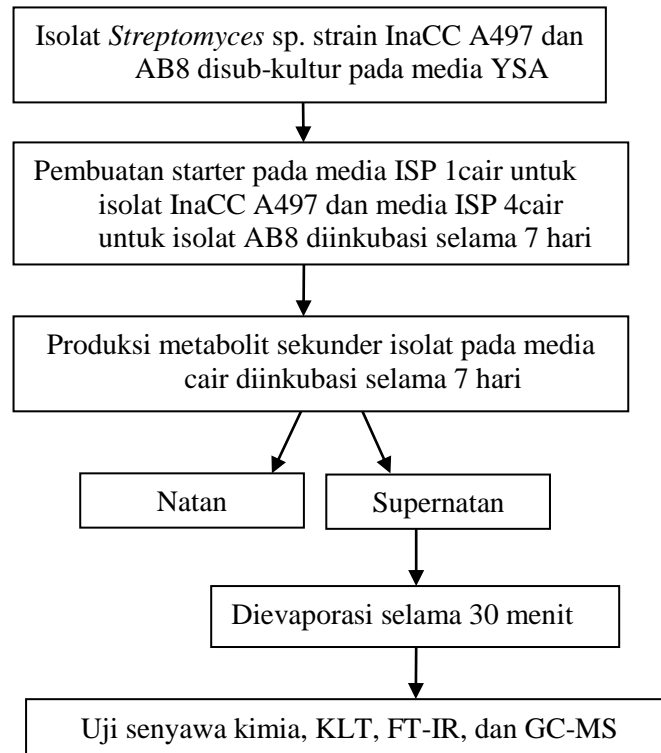 Isolat Streptomyces sp. strain InaCC A497 dan
AB8 disub-kultur pada media YSA
Pembuatan starter pada media ISP 1cair untuk
isolat InaCC A497 dan media ISP 4cair
untuk isolat AB8 diinkubasi selama 7 hari
Produksi metabolit sekunder isolat pada media
cair diinkubasi selama 7 hari
Natan
Supernatan
Dievaporasi selama 30 menit
Uji senyawa kimia, KLT, FT-IR, dan GC-MS